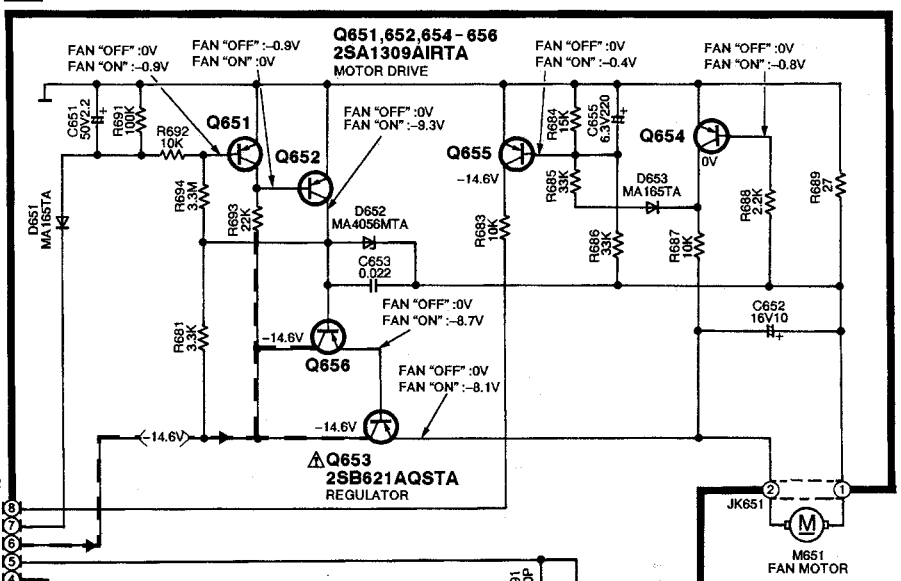 Q651,652,654-656
2SA1309AIRTA
MOTOR DRIVE
FAN "OFF" :0V
FAN "ON" :-0.9V
FAN "OFF" :-0.9V
FAN "ON" :0V
FAN "OFF" :0V
FAN "ON" :-0.4V
FAN "OFF" :0V
FAN "ON" :-0.8V
C651
50V2.2
+
R691
100K
R692
10K
Q651
Q652
FAN "OFF" :0V
FAN "ON" :-9.3V
Q655
-14.6V
R684
15K
C655
6.3V220
+
Q654
0V
D651
MA165TA
R694
3.3M
R693
22K
D652
MA4056MTA
C653
0.022
R683
10K
R685
33K
D653
MA165TA
R686
33K
R687
10K
R688
2.2K
R689
27
R681
3.3K
FAN "OFF" :0V
FAN "ON" :-8.7V
-14.6V
Q656
C652
16V10
+
FAN "OFF" :0V
FAN "ON" :-8.1V
-14.6V
-14.6V
Q653
2SB621AQSTA
REGULATOR
8
7
6
5
4
2
1
JK651
M
M651
FAN MOTOR